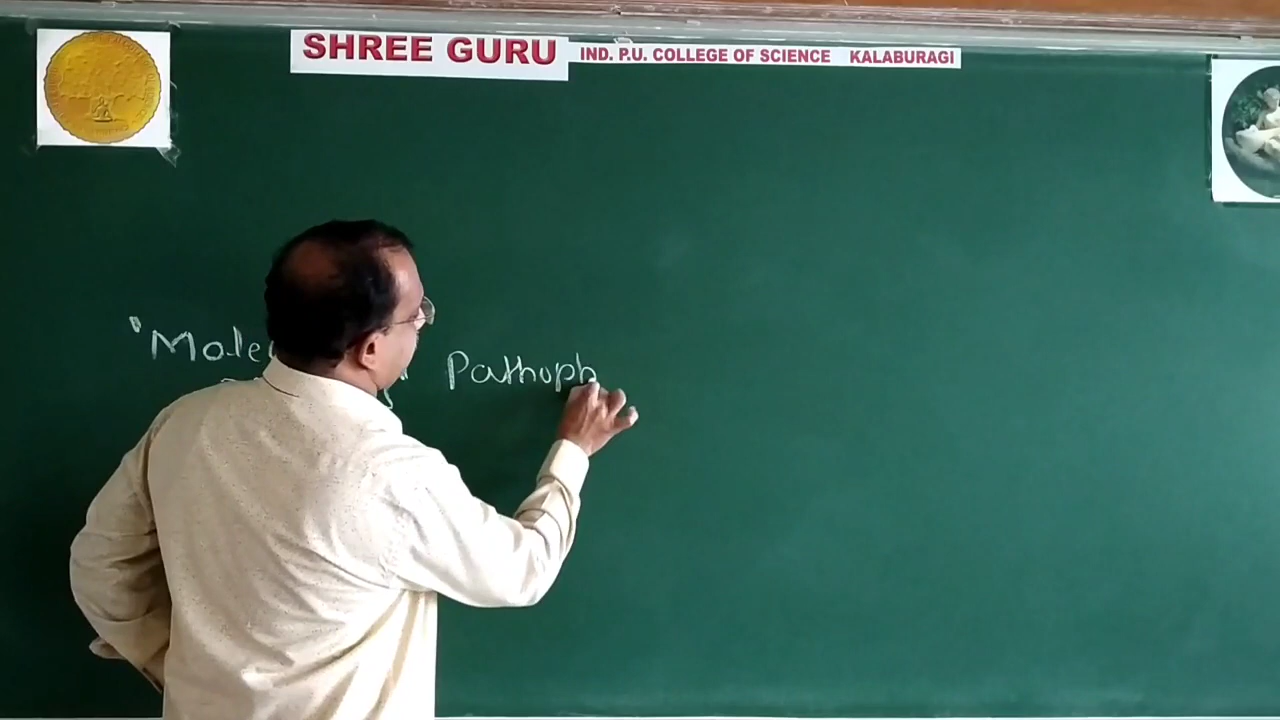 SHREE GURU IND. P.U. COLLEGE OF SCIENCE KALABURAGI
"Mole Pathoph